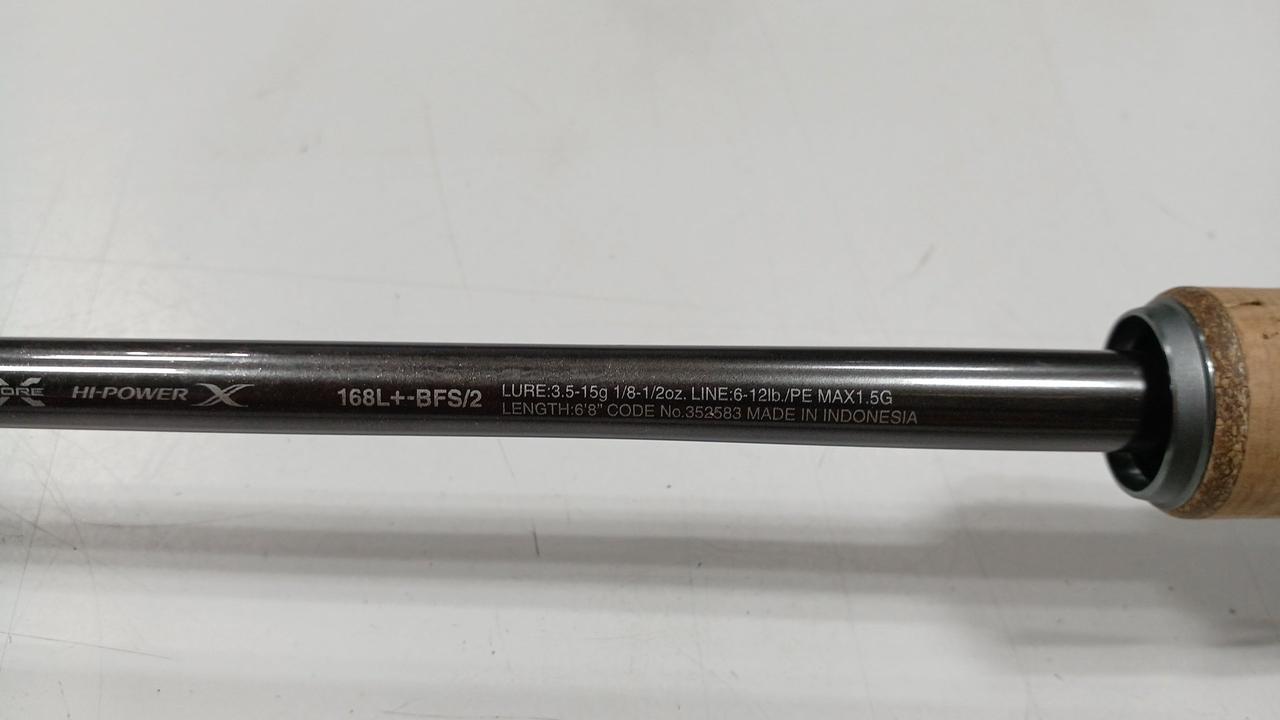 CORE
HI-POWER X
168L+-BFS/2
LURE:3.5-15g 1/8-1/2oz. LINE:6-12lb./PE MAX1.5G
LENGTH:6'8" CODE No.352583 MADE IN INDONESIA